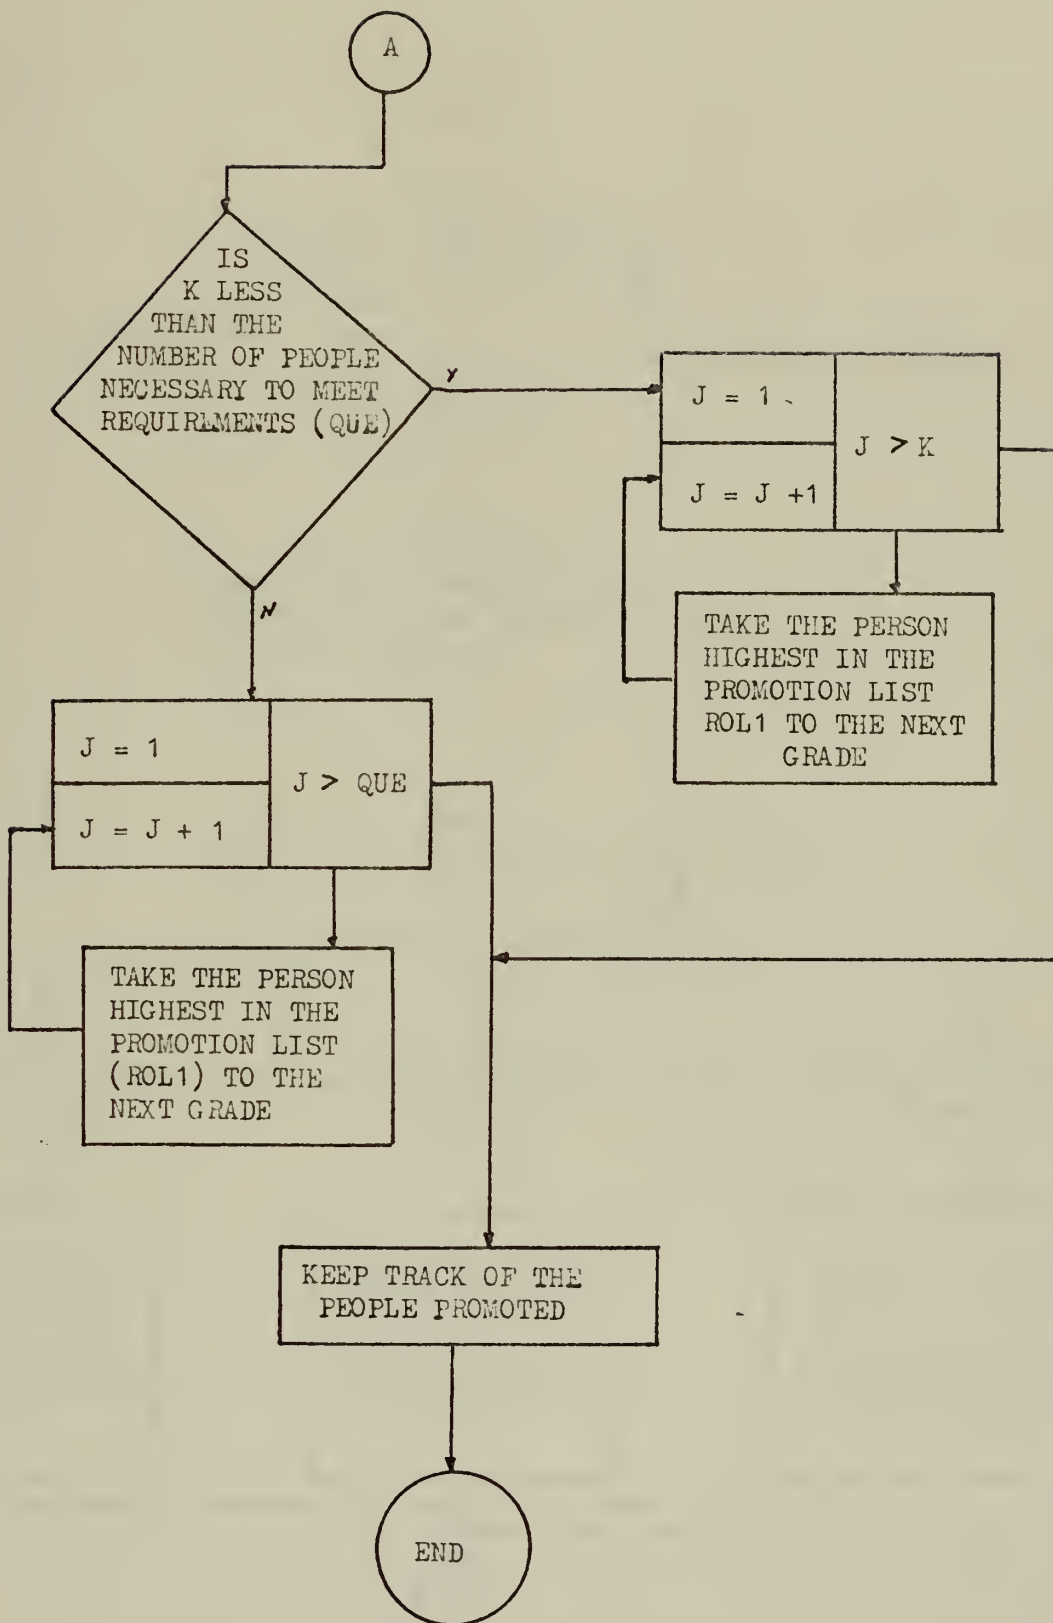 A
IS
K LESS
THAN THE
NUMBER OF PEOPLE
NECESSARY TO MEET
REQUIREMENTS (QUE)
Y
N
J = 1
J = J +1
J > K
TAKE THE PERSON
HIGHEST IN THE
PROMOTION LIST
ROL1 TO THE NEXT
GRADE
J = 1
J = J + 1
J > QUE
TAKE THE PERSON
HIGHEST IN THE
PROMOTION LIST
(ROL1) TO THE
NEXT GRADE
KEEP TRACK OF THE
PEOPLE PROMOTED
END